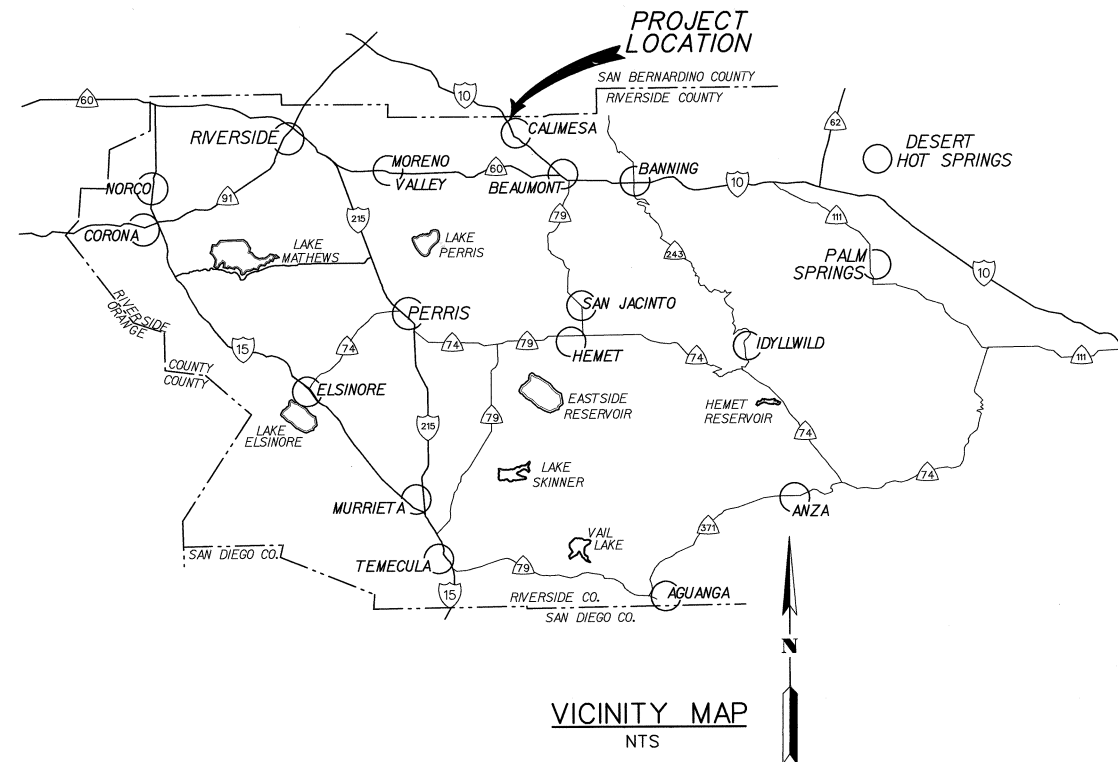 PROJECT
LOCATION
SAN BERNARDINO COUNTY
RIVERSIDE COUNTY
10
60
CALIMESA
62
RIVERSIDE
DESERT
HOT SPRINGS
MORENO
VALLEY
60
BEAUMONT
BANNING
10
NORCO
91
CORONA
215
79
111
LAKE
MATHEWS
LAKE
PERRIS
243
PALM
SPRINGS
10
RIVERSIDE
ORANGE
PERRIS
SAN JACINTO
15
74
74
79
HEMET
74
IDYLLWILD
111
COUNTY
COUNTY
ELSINORE
LAKE
ELSINORE
215
79
EASTSIDE
RESERVOIR
HEMET
RESERVOIR
74
74
LAKE
SKINNER
MURRIETA
ANZA
371
VAIL
LAKE
SAN DIEGO CO.
TEMECULA
79
15
RIVERSIDE CO.
SAN DIEGO CO.
AGUANGA
N
VICINITY MAP
NTS